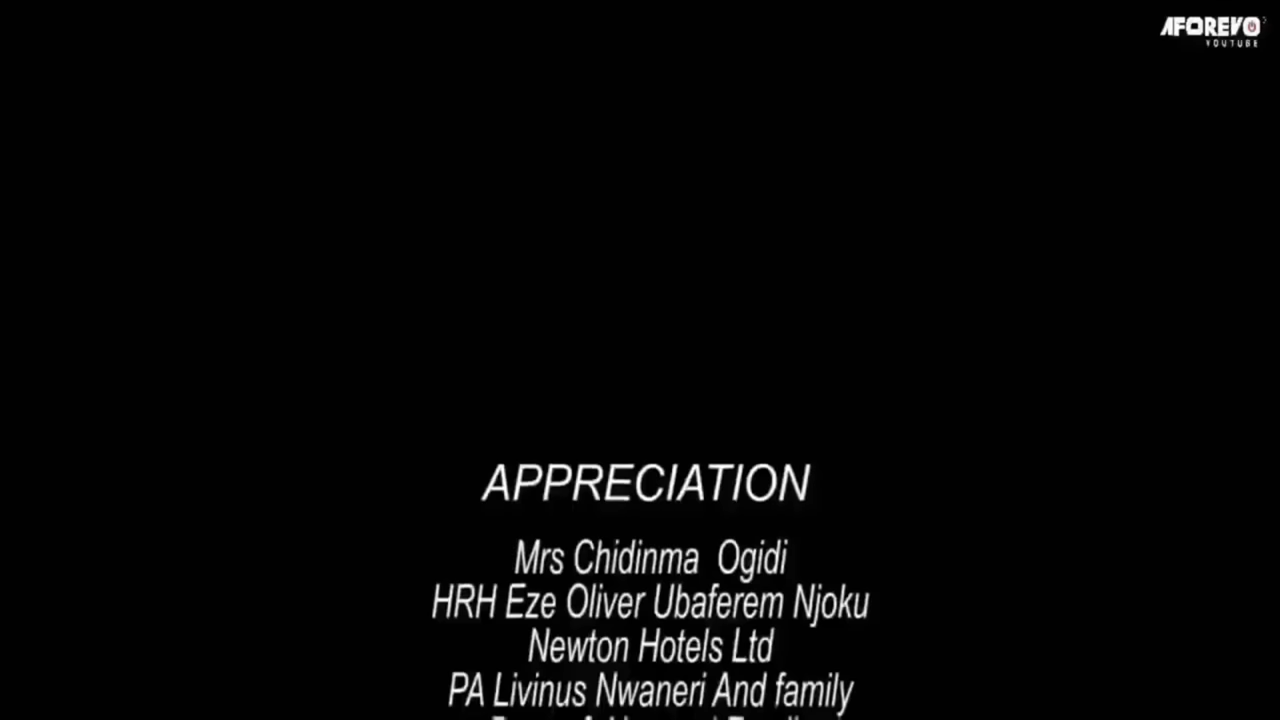 AFOREVO
YOUTUBE
APPRECIATION
Mrs Chidinma Ogidi
HRH Eze Oliver Ubaferem Njoku
Newton Hotels Ltd
PA Livinus Nwaneri And family